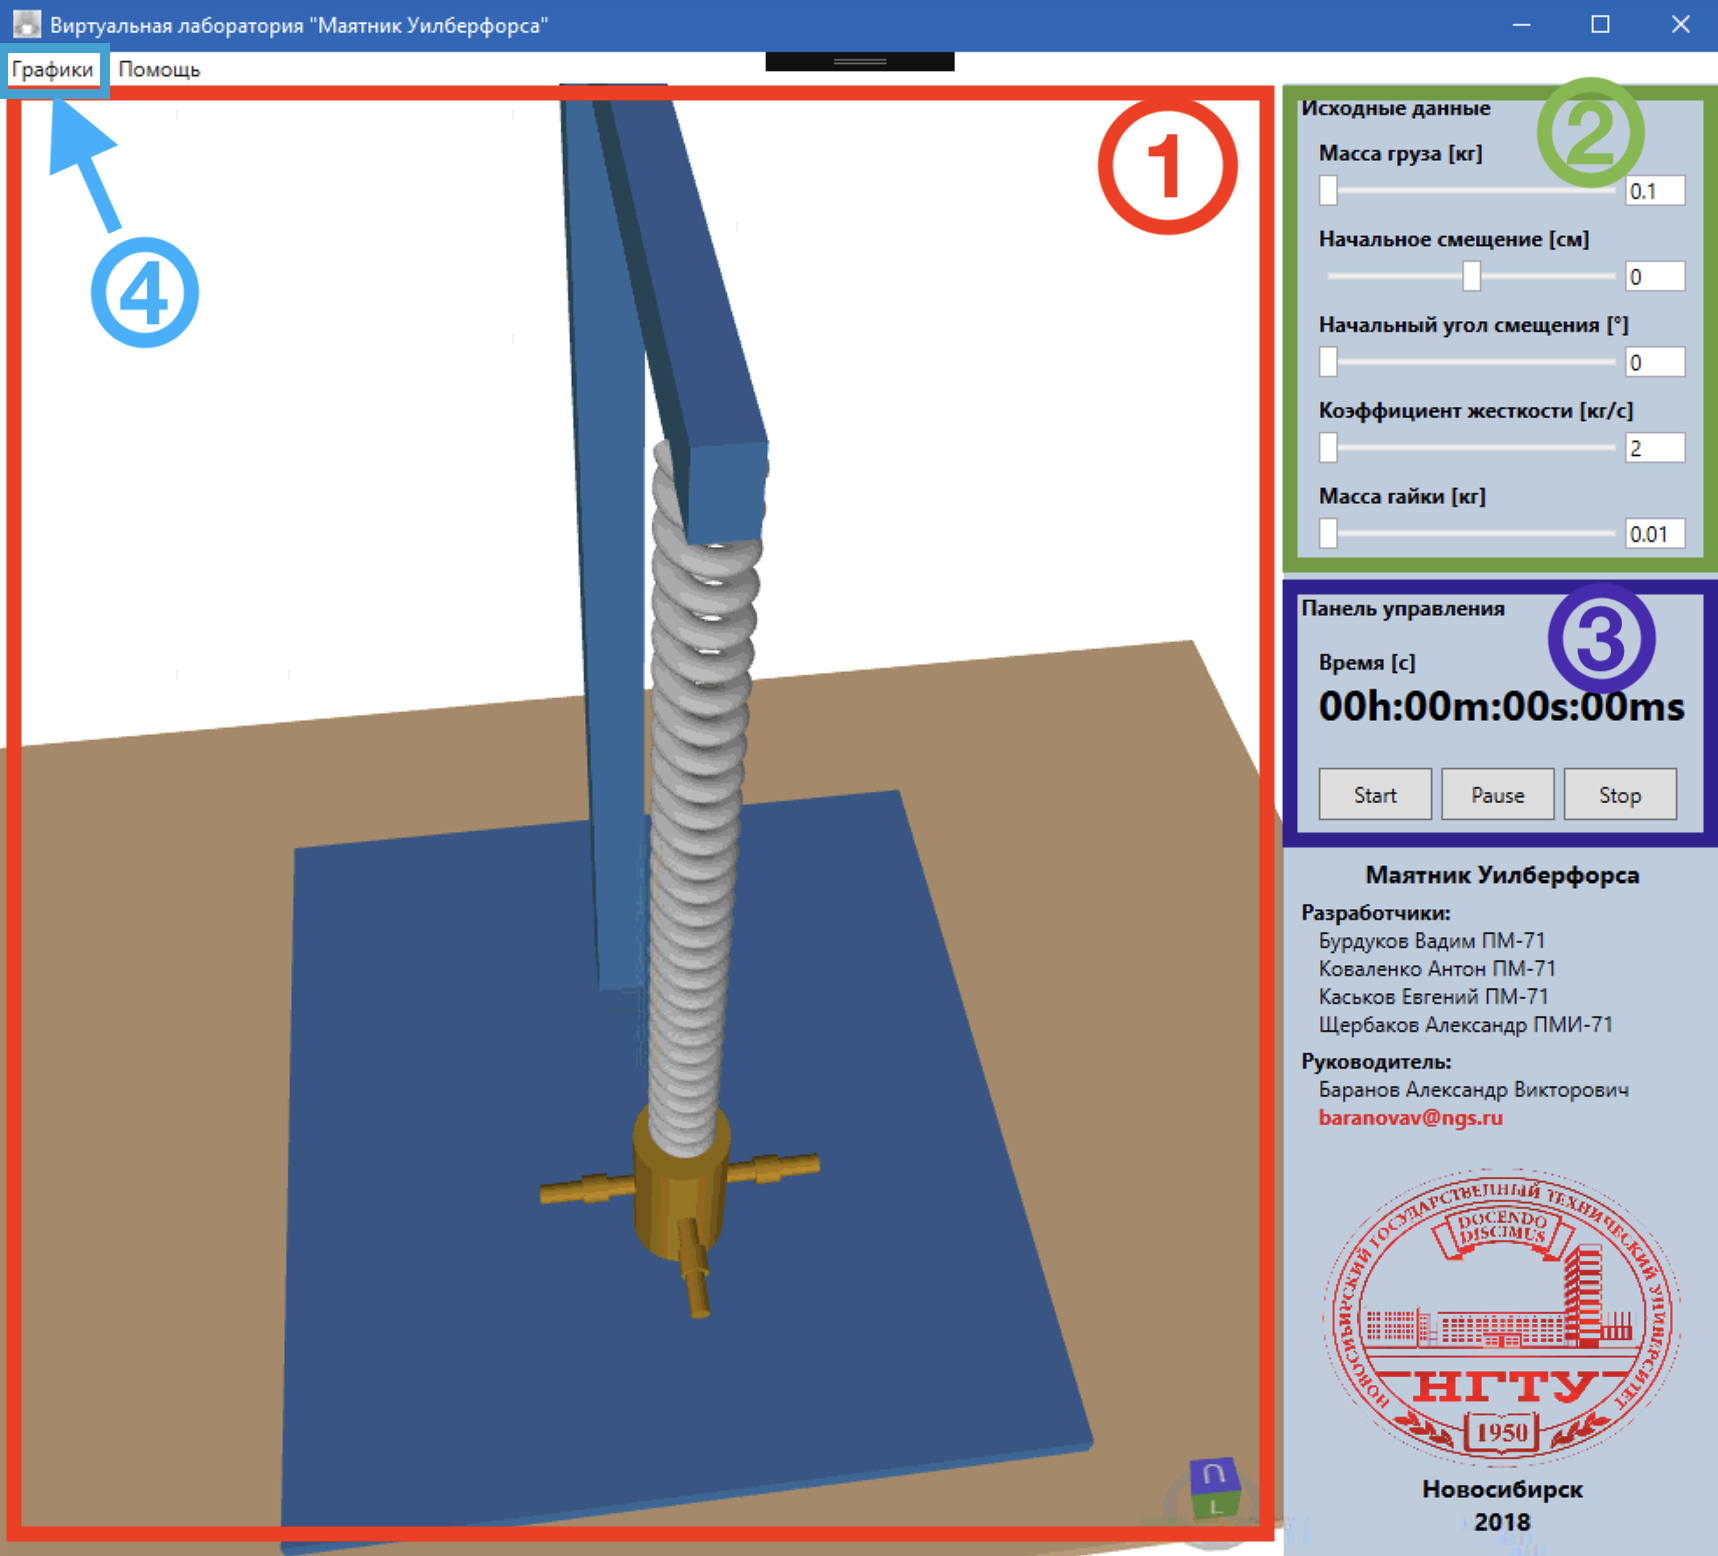 Виртуальная лаборатория "Маятник Уилберфорса"
Графики Помощь
1
4
Исходные данные
2
Масса груза [кг]
0.1
Начальное смещение [см]
0
Начальный угол смещения [°]
0
Коэффициент жесткости [кг/с]
2
Масса гайки [кг]
0.01
Панель управления
3
Время [с]
00h:00m:00s:00ms
Start Pause Stop
Маятник Уилберфорса
Разработчики:
Бурдуков Вадим ПМ-71
Коваленко Антон ПМ-71
Каськов Евгений ПМ-71
Щербаков Александр ПМИ-71
Руководитель:
Баранов Александр Викторович
baranovav@ngs.ru
НОВОСИБИРСКИЙ ГОСУДАРСТВЕННЫЙ ТЕХНИЧЕСКИЙ УНИВЕРСИТЕТ
DOCENDO
DISCIMUS
НГТУ
1950
U
L
Новосибирск
2018